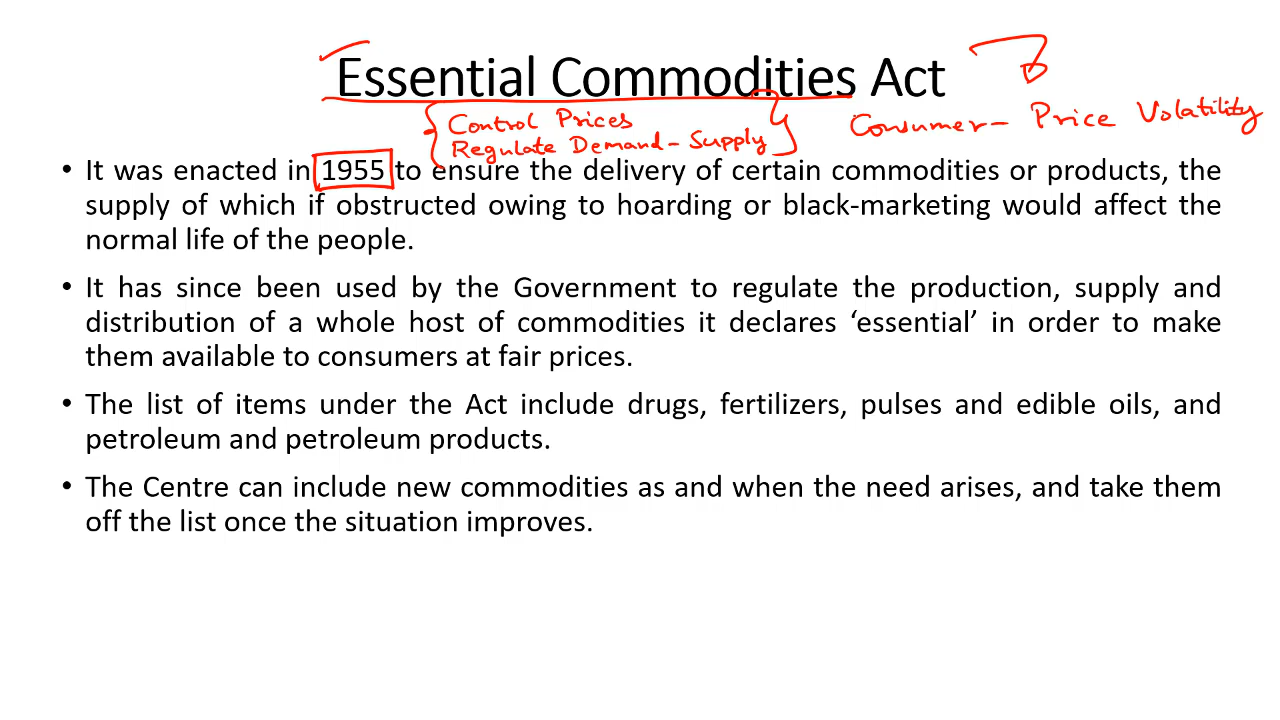 Essential Commodities Act
Control Prices
Regulate Demand - Supply
Consumer - Price Volatility
• It was enacted in 1955 to ensure the delivery of certain commodities or products, the
supply of which if obstructed owing to hoarding or black-marketing would affect the
normal life of the people.
• It has since been used by the Government to regulate the production, supply and
distribution of a whole host of commodities it declares ‘essential’ in order to make
them available to consumers at fair prices.
• The list of items under the Act include drugs, fertilizers, pulses and edible oils, and
petroleum and petroleum products.
• The Centre can include new commodities as and when the need arises, and take them
off the list once the situation improves.